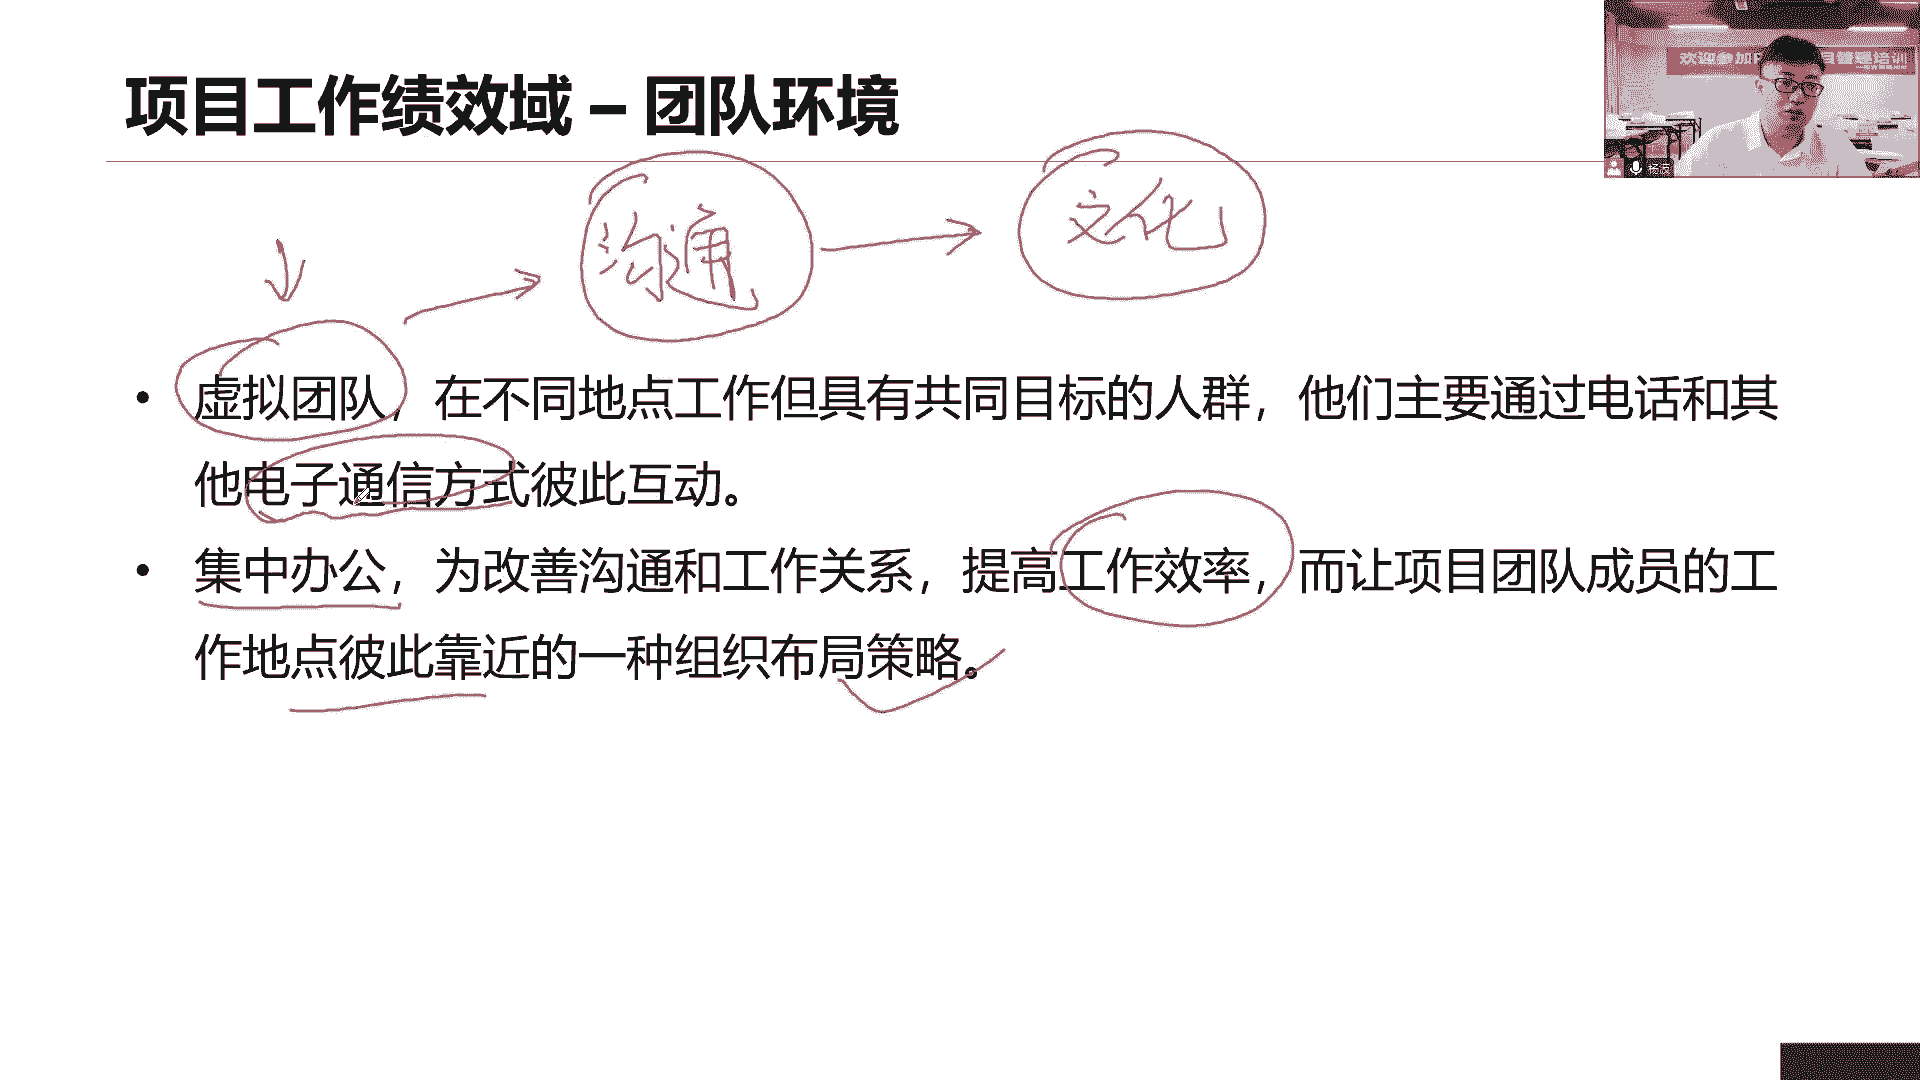 项目工作绩效域 – 团队环境
欢迎参加 目管理培训
杨波
沟通
文化
• 虚拟团队，在不同地点工作但具有共同目标的人群，他们主要通过电话和其
他电子通信方式彼此互动。
• 集中办公，为改善沟通和工作关系，提高工作效率，而让项目团队成员的工
作地点彼此靠近的一种组织布局策略。